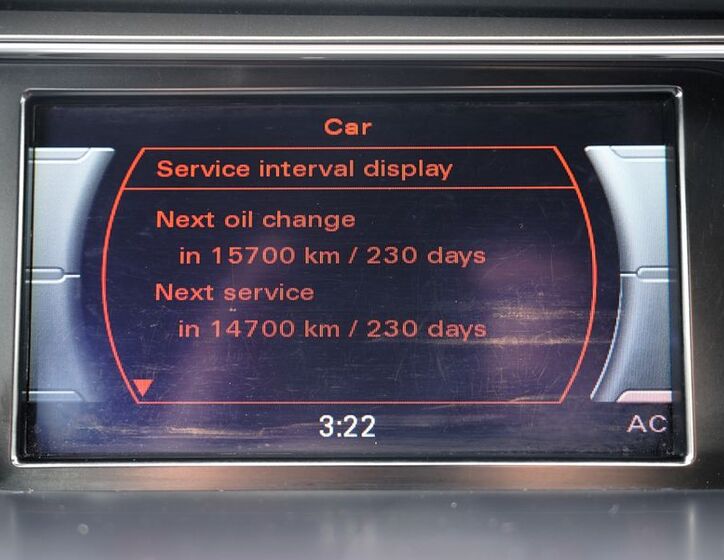 Car
Service interval display
Next oil change
in 15700 km / 230 days
Next service
in 14700 km / 230 days
3:22
AC